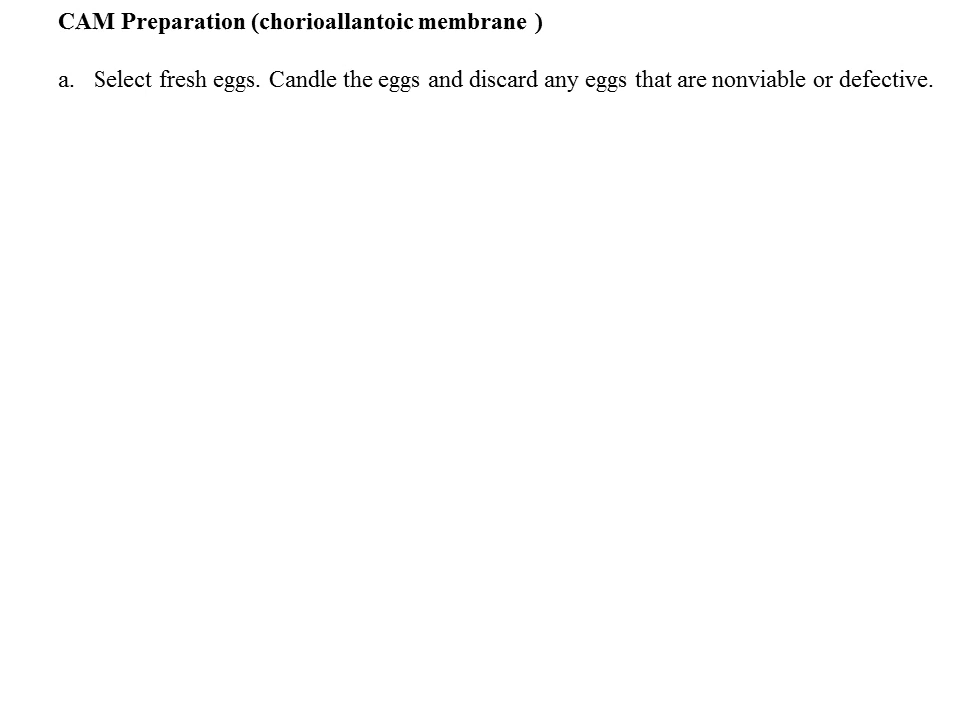 CAM Preparation (chorioallantoic membrane )
a. Select fresh eggs. Candle the eggs and discard any eggs that are nonviable or defective.